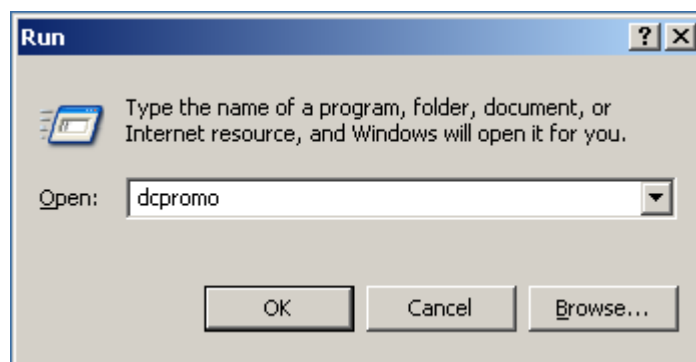 Run
Type the name of a program, folder, document, or
Internet resource, and Windows will open it for you.
Open: dcpromo
OK Cancel Browse...